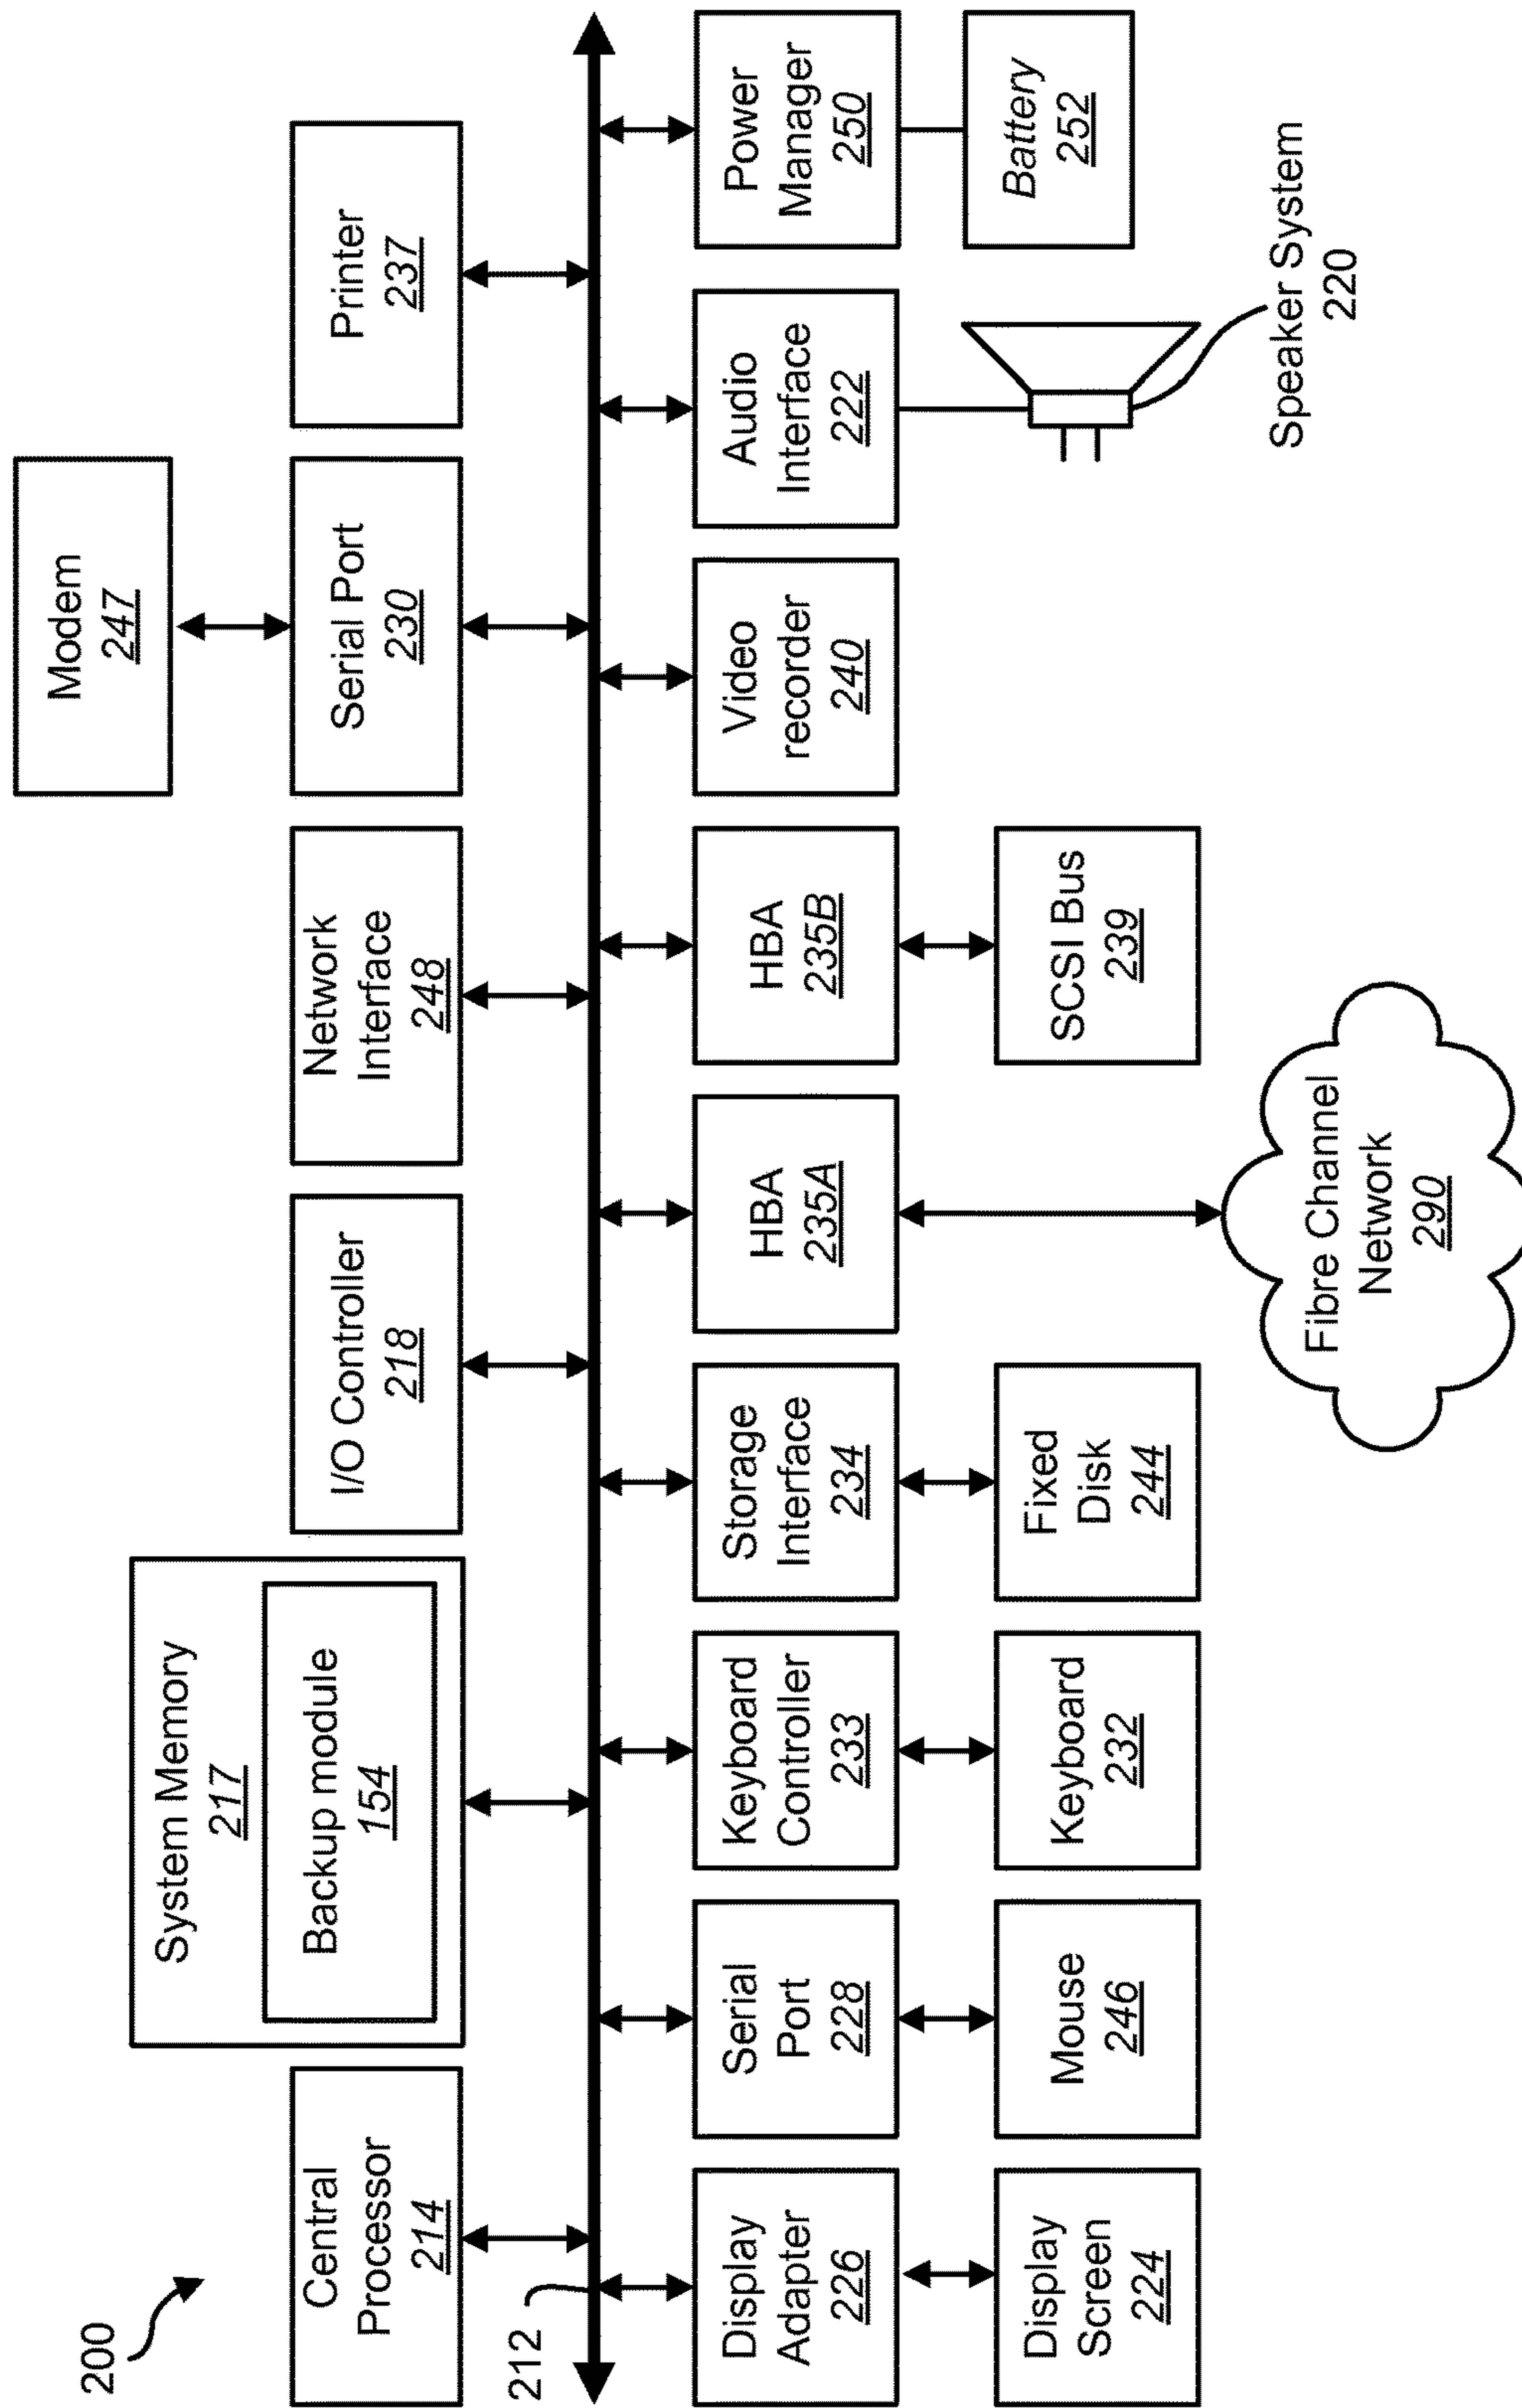 200
Modem
247
System Memory
217
Backup module
154
Central
Processor
214
I/O Controller
218
Network
Interface
248
Serial Port
230
Printer
237
212
Display
Adapter
226
Serial
Port
228
Keyboard
Controller
233
Storage
Interface
234
HBA
235A
HBA
235B
Video
recorder
240
Audio
Interface
222
Power
Manager
250
Display
Screen
224
Mouse
246
Keyboard
232
Fixed
Disk
244
SCSI Bus
239
Battery
252
Fibre Channel
Network
290
Speaker System
220